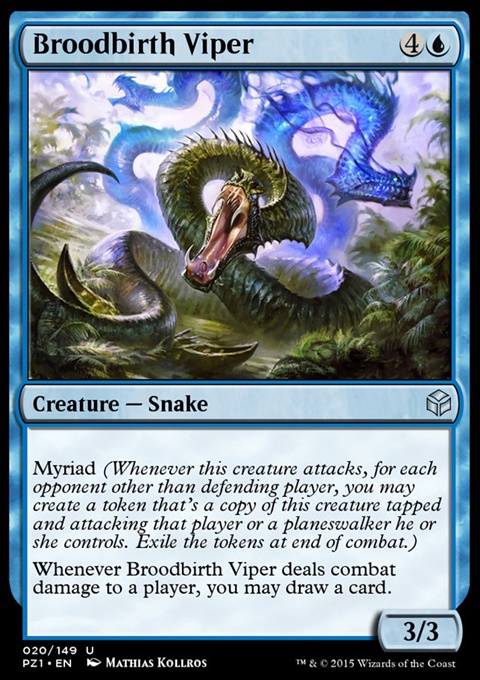 Broodbirth Viper 4
Creature — Snake
Myriad (Whenever this creature attacks, for each
opponent other than defending player, you may
create a token that's a copy of this creature tapped
and attacking that player or a planeswalker he or
she controls. Exile the tokens at end of combat.)
Whenever Broodbirth Viper deals combat
damage to a player, you may draw a card.
3/3
020/149 U
PZ1 • EN Mathias Kollros
™ & © 2015 Wizards of the Coast